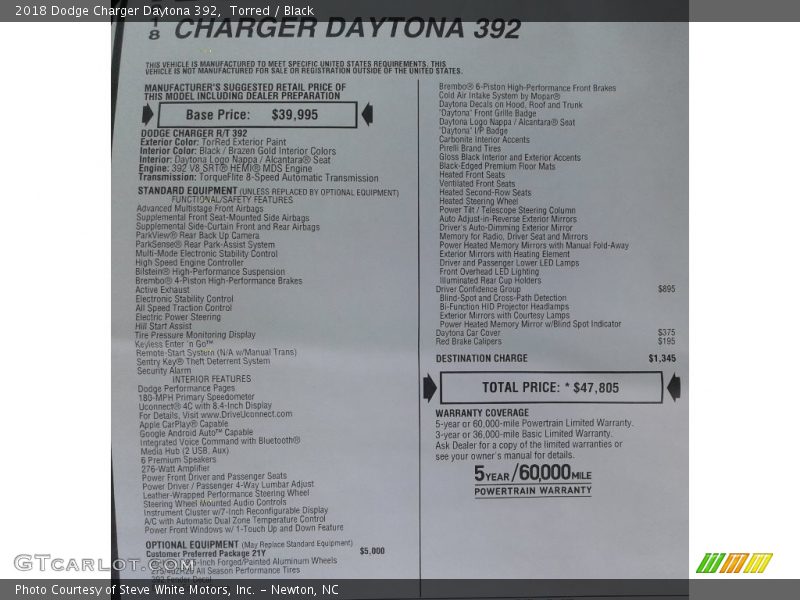 2018 Dodge Charger Daytona 392, Torred / Black
18
CHARGER DAYTONA 392
THIS VEHICLE IS MANUFACTURED TO MEET SPECIFIC UNITED STATES REQUIREMENTS. THIS
VEHICLE IS NOT MANUFACTURED FOR SALE OR REGISTRATION OUTSIDE OF THE UNITED STATES.
MANUFACTURER'S SUGGESTED RETAIL PRICE OF
THIS MODEL INCLUDING DEALER PREPARATION
Base Price: $39,995
DODGE CHARGER R/T 392
Exterior Color: TorRed Exterior Paint
Interior Color: Black / Brazen Gold Interior Colors
Interior: Daytona Logo Nappa / Alcantara® Seat
Engine: 392 V8 SRT® HEMI® MDS Engine
Transmission: TorqueFlite 8-Speed Automatic Transmission
STANDARD EQUIPMENT (UNLESS REPLACED BY OPTIONAL EQUIPMENT)
FUNCTIONAL/SAFETY FEATURES
Advanced Multistage Front Airbags
Supplemental Front Seat-Mounted Side Airbags
Supplemental Side-Curtain Front and Rear Airbags
ParkView® Rear Back Up Camera
ParkSense® Rear Park-Assist System
Multi-Mode Electronic Stability Control
High Speed Engine Controller
Bilstein® High-Performance Suspension
Brembo® 4-Piston High-Performance Brakes
Active Exhaust
Electronic Stability Control
All Speed Traction Control
Electric Power Steering
Hill Start Assist
Tire Pressure Monitoring Display
Keyless Enter 'n Go™
Remote-Start System (N/A w/Manual Trans)
Sentry Key® Theft Deterrent System
Security Alarm
INTERIOR FEATURES
Dodge Performance Pages
180-MPH Primary Speedometer
Uconnect® 4C with 8.4-Inch Display
For Details, Visit www.DriveUconnect.com
Apple CarPlay® Capable
Google Android Auto™ Capable
Integrated Voice Command with Bluetooth®
Media Hub (2 USB, Aux)
6 Premium Speakers
276-Watt Amplifier
Power Front Driver and Passenger Seats
Power Driver / Passenger 4-Way Lumbar Adjust
Leather-Wrapped Performance Steering Wheel
Steering Wheel Mounted Audio Controls
Instrument Cluster w/7-Inch Reconfigurable Display
A/C with Automatic Dual Zone Temperature Control
Power Front Windows w/ 1-Touch Up and Down Feature
OPTIONAL EQUIPMENT (May Replace Standard Equipment)
Customer Preferred Package 21Y $5,000
-Inch Forged/Painted Aluminum Wheels
All Season Performance Tires
392 Fender Decal
Brembo® 6-Piston High-Performance Front Brakes
Cold Air Intake System by Mopar®
Daytona Decals on Hood, Roof and Trunk
'Daytona' Front Grille Badge
Daytona Logo Nappa / Alcantara® Seat
'Daytona' I/P Badge
Carbonite Interior Accents
Pirelli Brand Tires
Gloss Black Interior and Exterior Accents
Black-Edged Premium Floor Mats
Heated Front Seats
Ventilated Front Seats
Heated Second-Row Seats
Heated Steering Wheel
Power Tilt / Telescope Steering Column
Auto Adjust-in-Reverse Exterior Mirrors
Driver's Auto-Dimming Exterior Mirror
Memory for Radio, Driver Seat and Mirrors
Power Heated Memory Mirrors with Manual Fold-Away
Exterior Mirrors with Heating Element
Driver and Passenger Lower LED Lamps
Front Overhead LED Lighting
Illuminated Rear Cup Holders
Driver Confidence Group $895
Blind-Spot and Cross-Path Detection
Bi-Function HID Projector Headlamps
Exterior Mirrors with Courtesy Lamps
Power Heated Memory Mirror w/Blind Spot Indicator
Daytona Car Cover $375
Red Brake Calipers $195
DESTINATION CHARGE $1,345
TOTAL PRICE: * $47,805
WARRANTY COVERAGE
5-year or 60,000-mile Powertrain Limited Warranty.
3-year or 36,000-mile Basic Limited Warranty.
Ask Dealer for a copy of the limited warranties or
see your owner's manual for details.
5YEAR/60,000MILE
POWERTRAIN WARRANTY
GTCarLot.com
Photo Courtesy of Steve White Motors, Inc. – Newton, NC